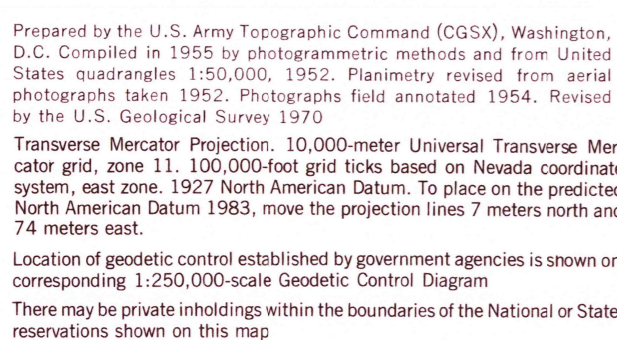 Prepared by the U.S. Army Topographic Command (CGSX), Washington,
D.C. Compiled in 1955 by photogrammetric methods and from United
States quadrangles 1:50,000, 1952. Planimetry revised from aerial
photographs taken 1952. Photographs field annotated 1954. Revised
by the U.S. Geological Survey 1970
Transverse Mercator Projection. 10,000-meter Universal Transverse Mer-
cator grid, zone 11. 100,000-foot grid ticks based on Nevada coordinate
system, east zone. 1927 North American Datum. To place on the predicted
North American Datum 1983, move the projection lines 7 meters north and
74 meters east.
Location of geodetic control established by government agencies is shown on
corresponding 1:250,000-scale Geodetic Control Diagram
There may be private inholdings within the boundaries of the National or State
reservations shown on this map